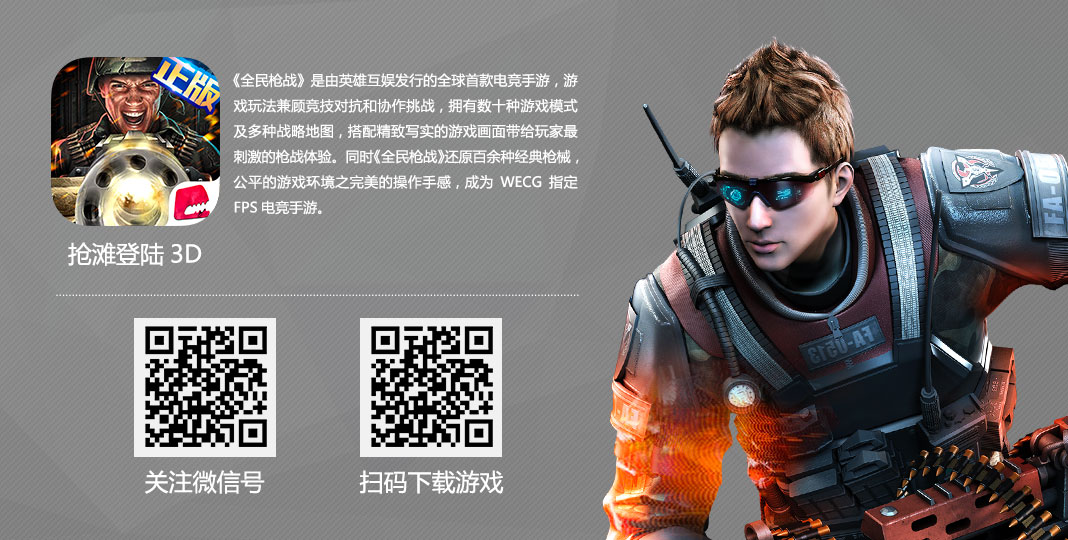 正版
《全民枪战》是由英雄互娱发行的全球首款电竞手游，游
戏玩法兼顾竞技对抗和协作挑战，拥有数十种游戏模式
及多种战略地图，搭配精致写实的游戏画面带给玩家最
刺激的枪战体验。同时《全民枪战》还原百余种经典枪械，
公平的游戏环境之完美的操作手感，成为 WECG 指定
FPS 电竞手游。
抢滩登陆 3D
关注微信号
扫码下载游戏
FA-0513